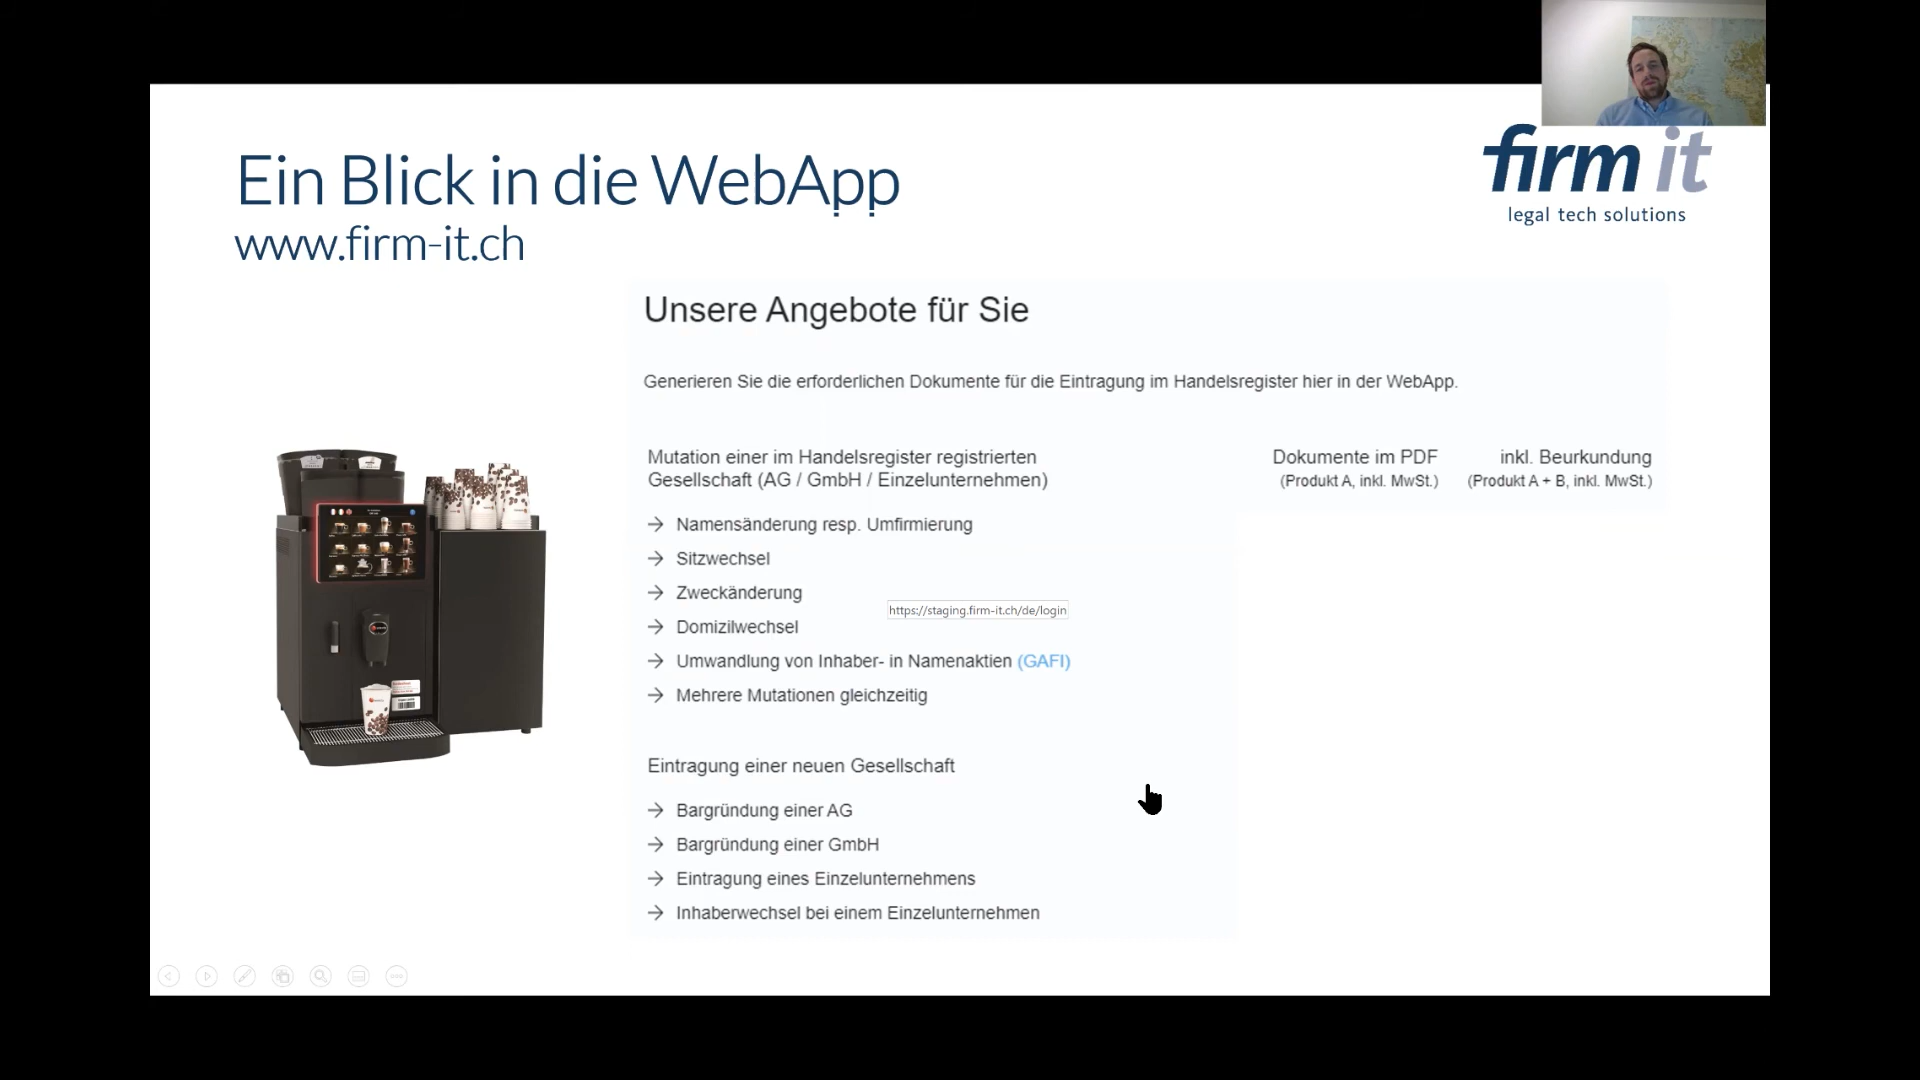 Ein Blick in die WebApp
www.firm-it.ch
firm it
legal tech solutions
Unsere Angebote für Sie
Generieren Sie die erforderlichen Dokumente für die Eintragung im Handelsregister hier in der WebApp.
Mutation einer im Handelsregister registrierten
Gesellschaft (AG / GmbH / Einzelunternehmen)
Dokumente im PDF
(Produkt A, inkl. MwSt.)
inkl. Beurkundung
(Produkt A + B, inkl. MwSt.)
→ Namensänderung resp. Umfirmierung
→ Sitzwechsel
→ Zweckänderung
https://staging.firm-it.ch/de/login
→ Domizilwechsel
→ Umwandlung von Inhaber- in Namenaktien (GAFI)
→ Mehrere Mutationen gleichzeitig
Eintragung einer neuen Gesellschaft
→ Bargründung einer AG
→ Bargründung einer GmbH
→ Eintragung eines Einzelunternehmens
→ Inhaberwechsel bei einem Einzelunternehmen